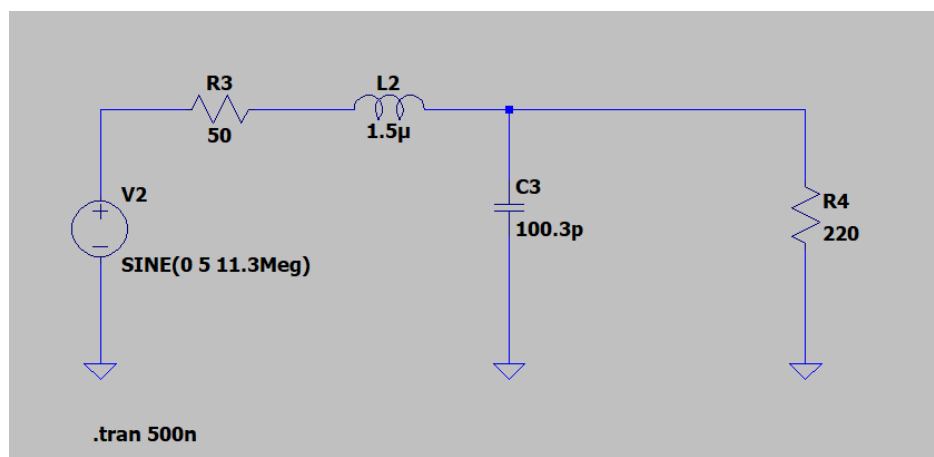 R3
50
L2
1.5µ
V2
SINE(0 5 11.3Meg)
C3
100.3p
R4
220
.tran 500n